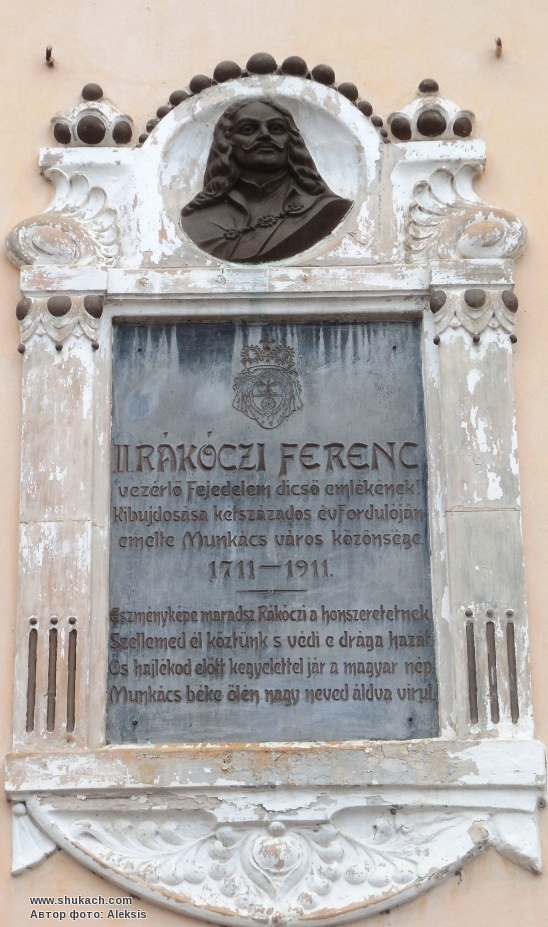 II. RÁKÓCZI FERENC
vezérlő Fejedelem dicső emlékének!
Kibujdosása kétszázados évfordulóján
emelte Munkács város közönsége.
1711—1911.
Eszményképe maradsz Rákóczi a honszeretetnek
Szellemed él köztünk s védi e drága hazát
Ős hajlékod előtt kegyelettel jár a magyar nép
Munkács béke ölén nagy neved áldva virul.
www.shukach.com
Автор фото: Aleksis